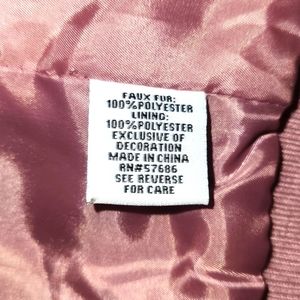 FAUX FUR:
100%POLYESTER
LINING:
100%POLYESTER
EXCLUSIVE OF
DECORATION
MADE IN CHINA
RN#57686
SEE REVERSE
FOR CARE